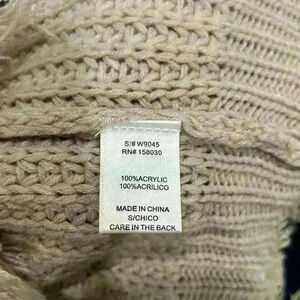 S/# W9045
RN# 158030
100%ACRYLIC
100%ACRILICO
MADE IN CHINA
S/CHICO
CARE IN THE BACK